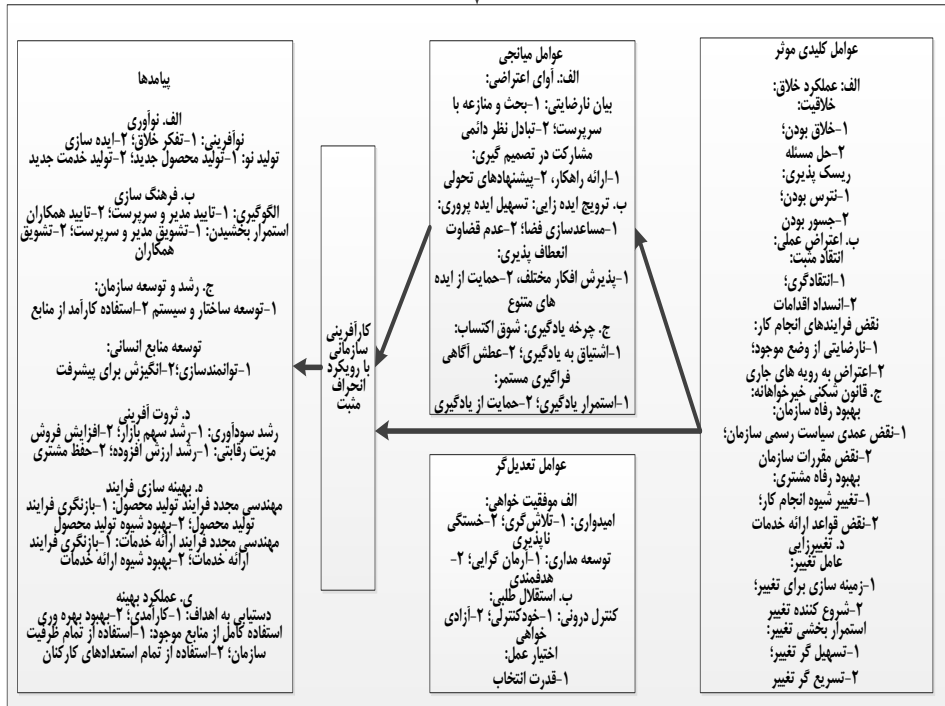 عوامل کلیدی موثر
الف: عملکرد خلاق:
خلاقیت:
۱-خلاق بودن؛
۲-حل مسئله
ریسک پذیری:
۱-نترس بودن؛
۲-جسور بودن
ب. اعتراض عملی:
انتقاد مثبت:
۱-انتقادگری؛
۲-انسداد اقدامات
نقض فرایندهای انجام کار:
۱-نارضایتی از وضع موجود؛
۲-اعتراض به رویه های جاری
ج. قانون شکنی خیرخواهانه:
بهبود رفاه سازمان:
۱-نقض عمدی سیاست رسمی سازمان؛
۲-نقض مقررات سازمان
بهبود رفاه مشتری:
۱-تغییر شیوه انجام کار؛
۲-نقض قواعد ارائه خدمات
د. تغییرزایی
عامل تغییر:
۱-زمینه سازی برای تغییر؛
۲-شروع کننده تغییر
استمرار بخشی تغییر:
۱-تسهیل گر تغییر؛
۲-تسریع گر تغییر
عوامل میانجی
الف: آوای اعتراضی:
بیان نارضایتی: ۱-بحث و منازعه با
سرپرست؛ ۲-تبادل نظر دائمی
مشارکت در تصمیم گیری:
۱-ارائه راهکار، ۲-پیشنهادهای تحولی
ب. ترویج ایده زایی: تسهیل ایده پروری:
۱-مساعدسازی فضا؛ ۲-عدم قضاوت
انعطاف پذیری:
۱-پذیرش افکار مختلف، ۲-حمایت از ایده
های متنوع
ج. چرخه یادگیری: شوق اکتساب:
۱-اشتیاق به یادگیری؛ ۲-عطش آگاهی
فراگیری مستمر:
۱-استمرار یادگیری؛ ۲-حمایت از یادگیری
عوامل تعدیل‌گر
الف موفقیت خواهی:
امیدواری: ۱-تلاش‌گری؛ ۲-خستگی
ناپذیری
توسعه مداری: ۱-آرمان گرایی؛ ۲-
هدفمندی
ب. استقلال طلبی:
کنترل درونی: ۱-خودکنترلی؛ ۲-آزادی
خواهی
اختیار عمل:
۱-قدرت انتخاب
کارآفرینی
سازمانی
با رویکرد
انحراف
مثبت
پیامدها
الف. نوآوری
نوآفرینی: ۱-تفکر خلاق؛ ۲-ایده سازی
تولید نو: ۱-تولید محصول جدید؛ ۲-تولید خدمت جدید
ب. فرهنگ سازی
الگوگیری: ۱-تایید مدیر و سرپرست؛ ۲-تایید همکاران
استمرار بخشیدن: ۱-تشویق مدیر و سرپرست؛ ۲-تشویق
همکاران
ج. رشد و توسعه سازمان:
۱-توسعه ساختار و سیستم ۲-استفاده کارآمد از منابع
توسعه منابع انسانی:
۱-توانمندسازی؛۲-انگیزش برای پیشرفت
د. ثروت آفرینی
رشد سودآوری: ۱-رشد سهم بازار؛ ۲-افزایش فروش
مزیت رقابتی: ۱-رشد ارزش افزوده؛ ۲-حفظ مشتری
ه. بهینه سازی فرایند
مهندسی مجدد فرایند تولید محصول: ۱-بازنگری فرایند
تولید محصول؛ ۲-بهبود شیوه تولید محصول
مهندسی مجدد فرایند ارائه خدمات: ۱-بازنگری فرایند
ارائه خدمات؛ ۲-بهبود شیوه ارائه خدمات
ی. عملکرد بهینه
دستیابی به اهداف: ۱-کارآمدی؛ ۲-بهبود بهره وری
استفاده کامل از منابع موجود: ۱-استفاده از تمام ظرفیت
سازمان؛ ۲-استفاده از تمام استعدادهای کارکنان